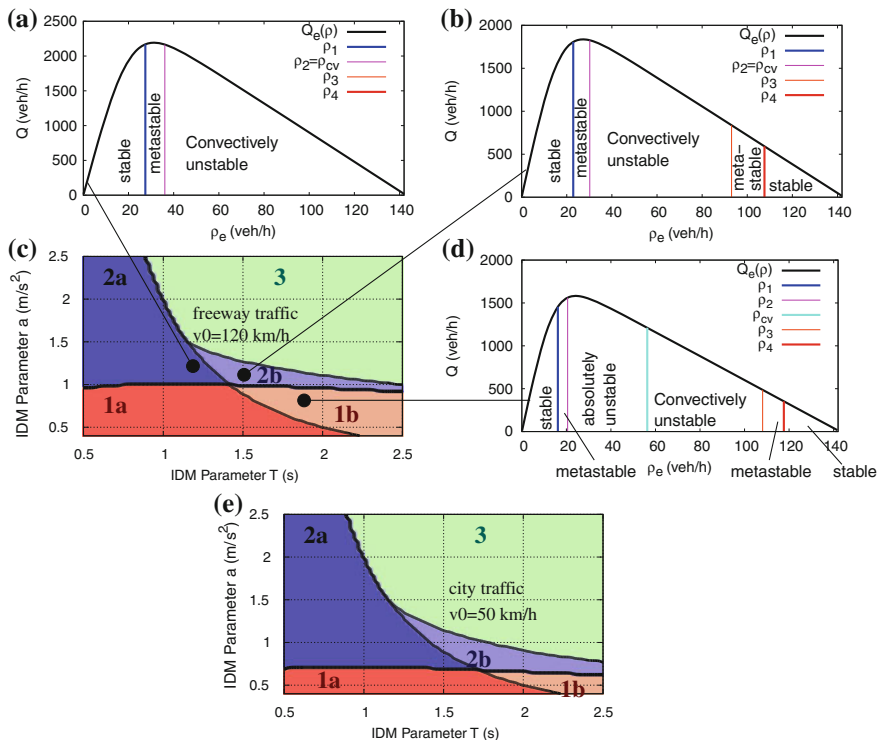 (a)
2500
2000
1500
1000
500
0
Q (veh/h)
0 20 40 60 80 100 120 140
ρe (veh/h)
Qe(ρ)
ρ1
ρ2=ρcv
ρ3
ρ4
stable
metastable
Convectively
unstable
(b)
2000
1500
1000
500
0
Q (veh/h)
0 20 40 60 80 100 120 140
ρe (veh/h)
Qe(ρ)
ρ1
ρ2=ρcv
ρ3
ρ4
stable
metastable
Convectively
unstable
meta–
stable
stable
(c)
2.5
2
1.5
1
0.5
IDM Parameter a (m/s²)
0.5 1 1.5 2 2.5
IDM Parameter T (s)
2a
3
freeway traffic
v0=120 km/h
2b
1a
1b
(d)
2000
1500
1000
500
0
Q (veh/h)
0 20 40 60 80 100 120 140
ρe (veh/h)
Qe(ρ)
ρ1
ρ2
ρcv
ρ3
ρ4
stable
absolutely
unstable
Convectively
unstable
metastable
metastable
stable
(e)
2.5
2
1.5
1
0.5
IDM Parameter a (m/s²)
0.5 1 1.5 2 2.5
IDM Parameter T (s)
2a
3
city traffic
v0=50 km/h
2b
1a
1b